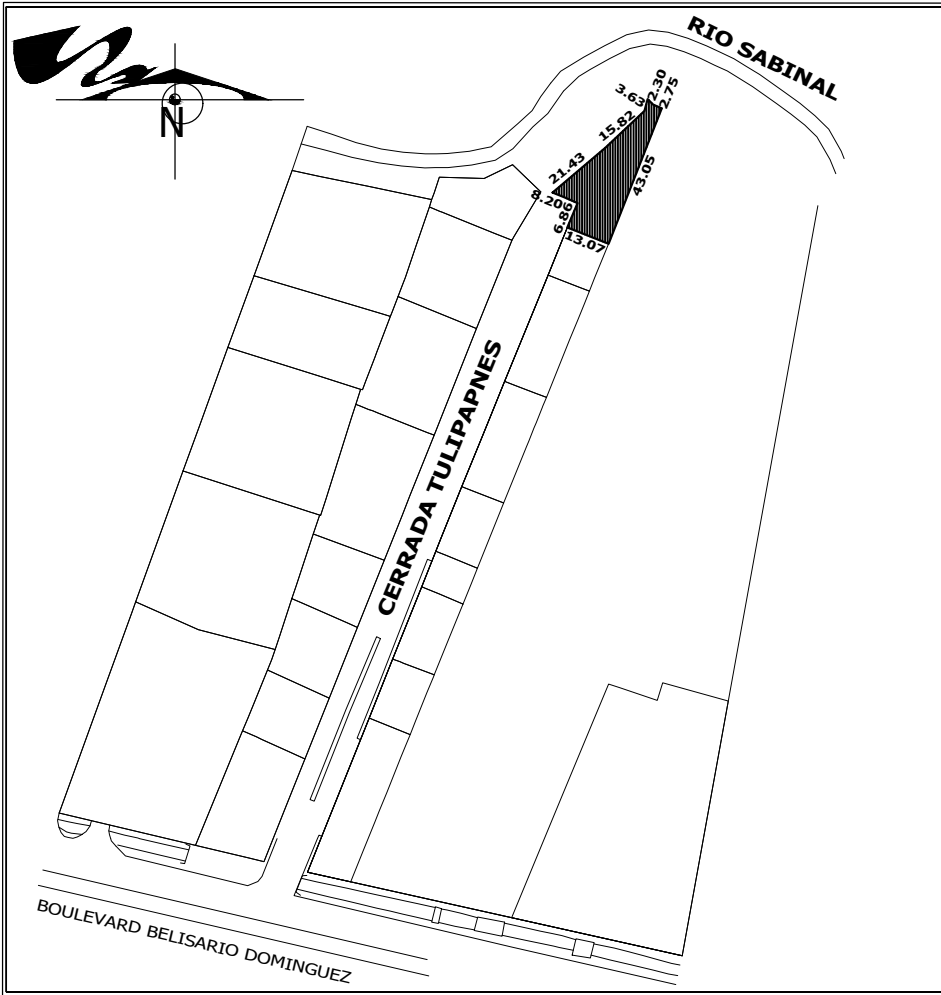 RIO SABINAL
N
2.30
2.75
3.63
15.82
21.43
43.05
8.20
6.86
13.07
CERRADA TULIPAPNES
BOULEVARD BELISARIO DOMINGUEZ